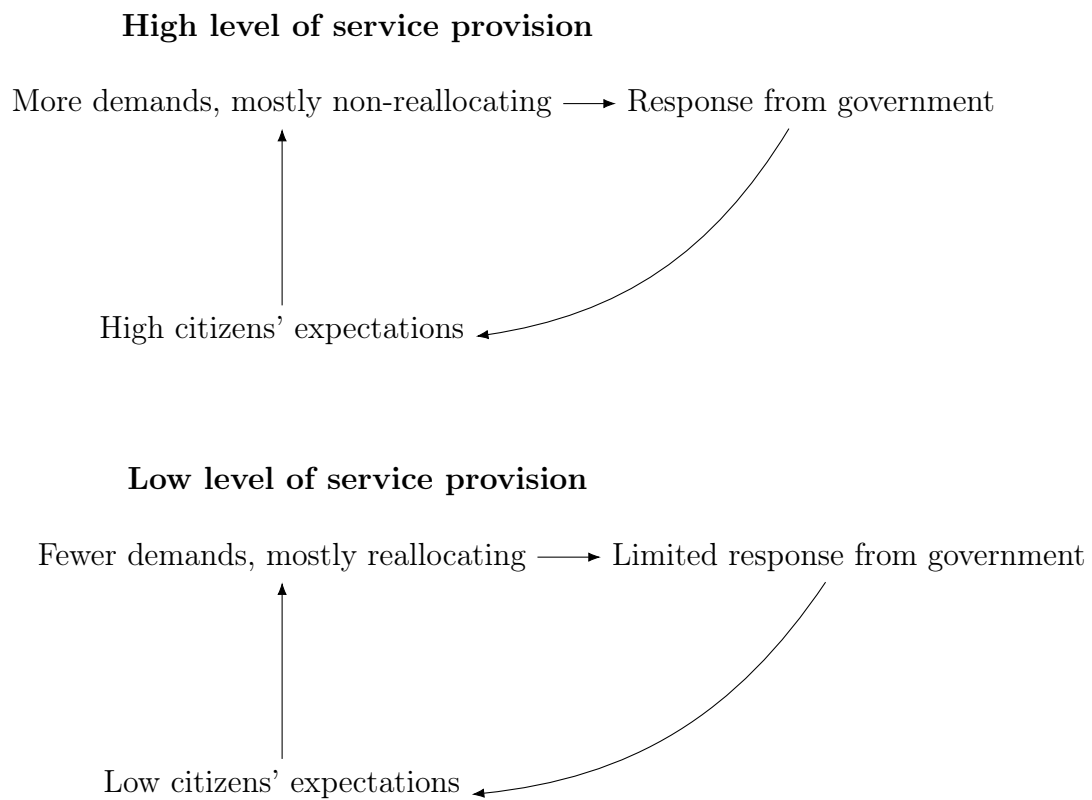 High level of service provision
More demands, mostly non-reallocating
Response from government
High citizens' expectations
Low level of service provision
Fewer demands, mostly reallocating
Limited response from government
Low citizens' expectations